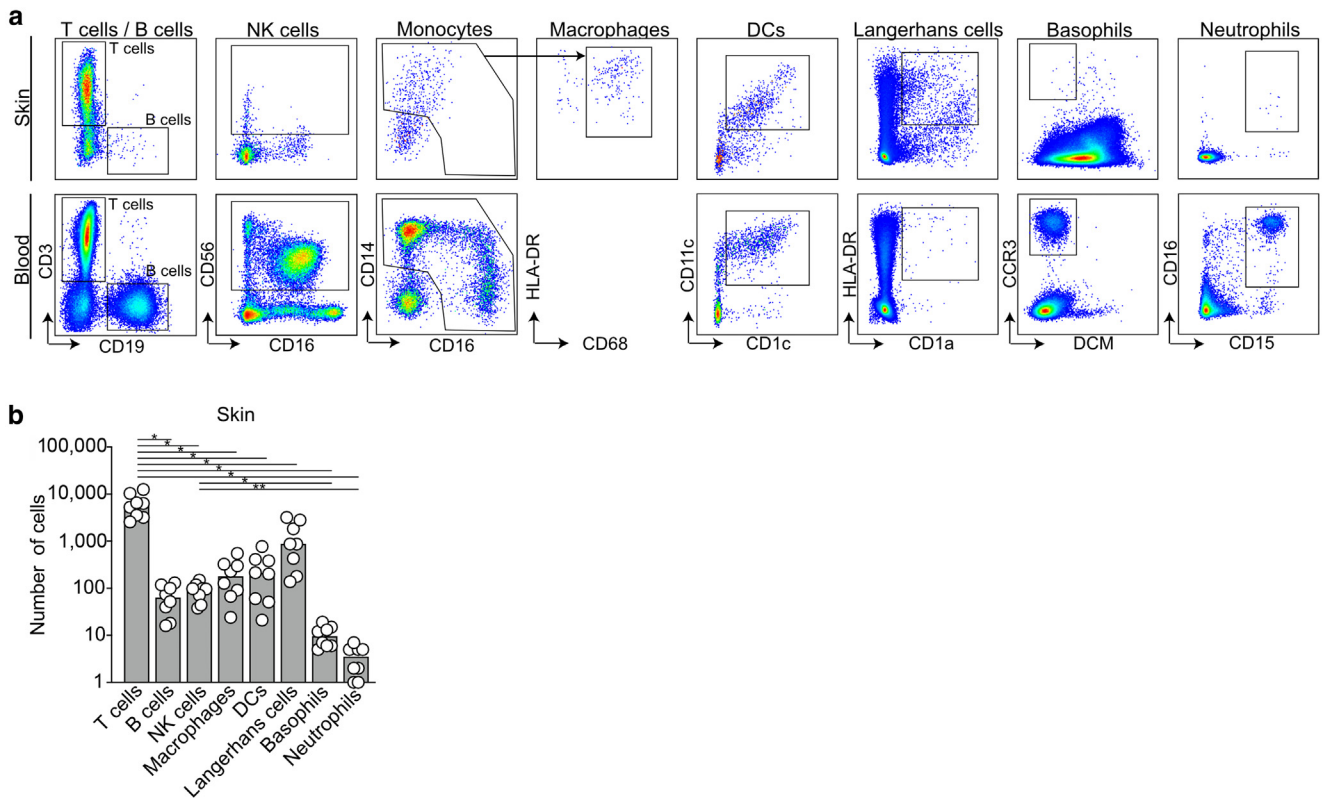 a
T cells / B cells NK cells Monocytes Macrophages DCs Langerhans cells Basophils Neutrophils
Skin
T cells
B cells
Blood
T cells
B cells
CD3 CD56 CD14 HLA-DR CD11c HLA-DR CCR3 CD16
CD19 CD16 CD16 CD68 CD1c CD1a DCM CD15
b
Skin
Number of cells
100,000
10,000
1,000
100
10
1
*
*
*
*
*
*
*
*
**
T cells
B cells
NK cells
Macrophages
DCs
Langerhans cells
Basophils
Neutrophils